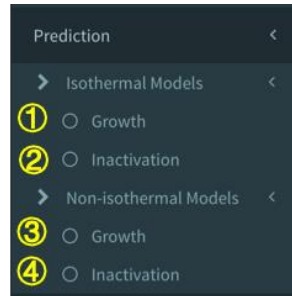 Prediction
Isothermal Models
① Growth
② Inactivation
Non-isothermal Models
③ Growth
④ Inactivation